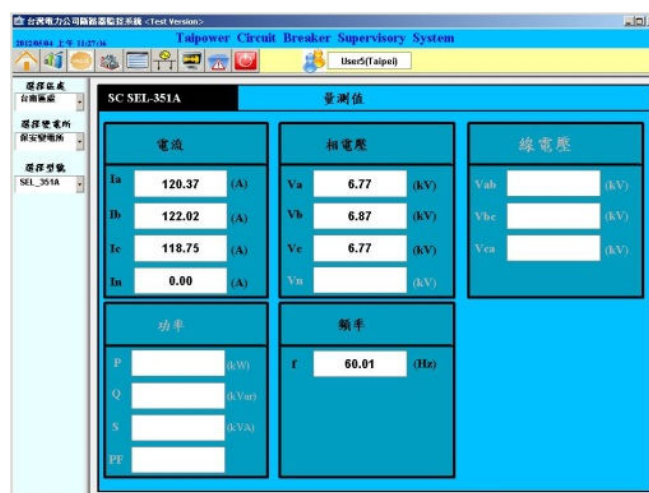 台灣電力公司斷路器監控系統 <Test Version>
Taipower Circuit Breaker Supervisory System
2012/05/04 上午 11:27:36
User5(Taipei)
選擇區處
台南區處
選擇變電所
保安變電所
選擇型號
SEL_351A
SC SEL-351A 量測值
電流
Ia 120.37 (A)
Ib 122.02 (A)
Ic 118.75 (A)
In 0.00 (A)
相電壓
Va 6.77 (kV)
Vb 6.87 (kV)
Vc 6.77 (kV)
Vn (kV)
線電壓
Vab (kV)
Vbc (kV)
Vca (kV)
功率
P (kW)
Q (kVar)
S (kVA)
PF
頻率
f 60.01 (Hz)